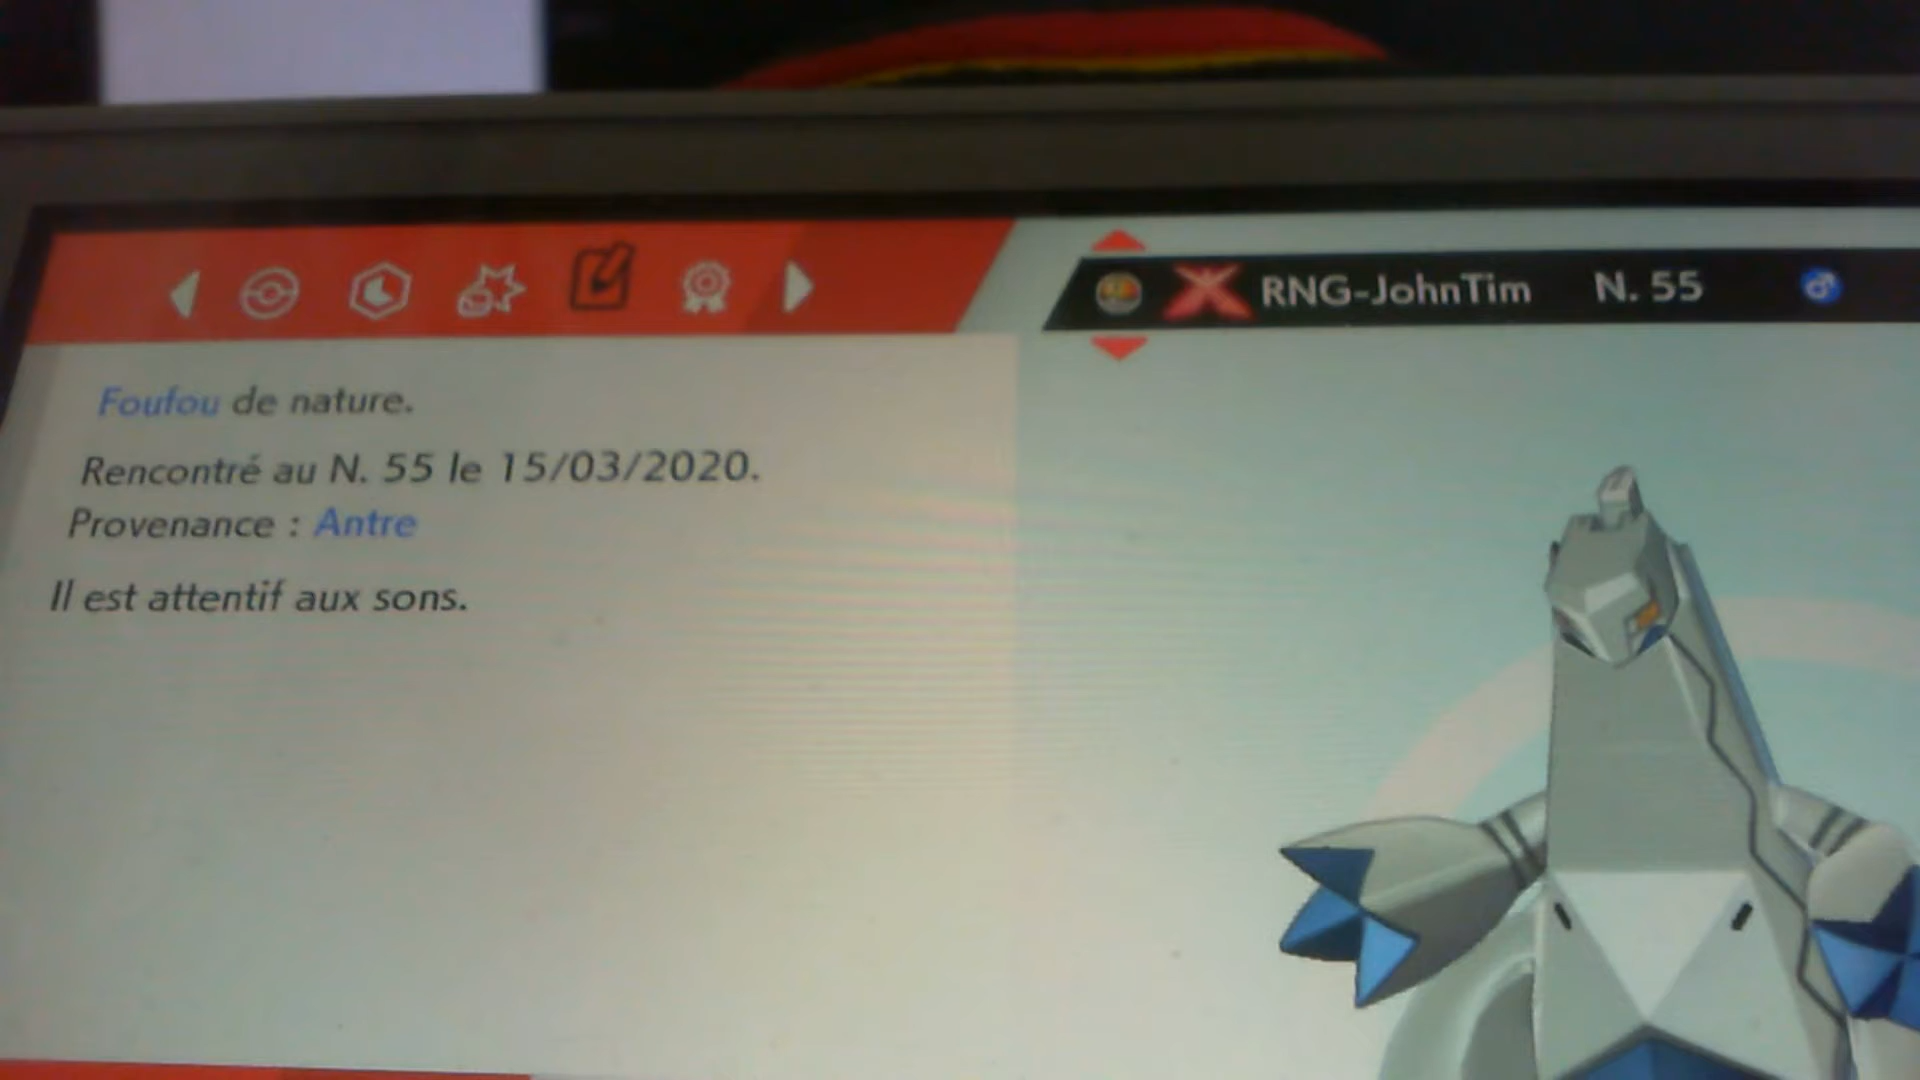 RNG-JohnTim N. 55
Foufou de nature.
Rencontré au N. 55 le 15/03/2020.
Provenance : Antre
Il est attentif aux sons.